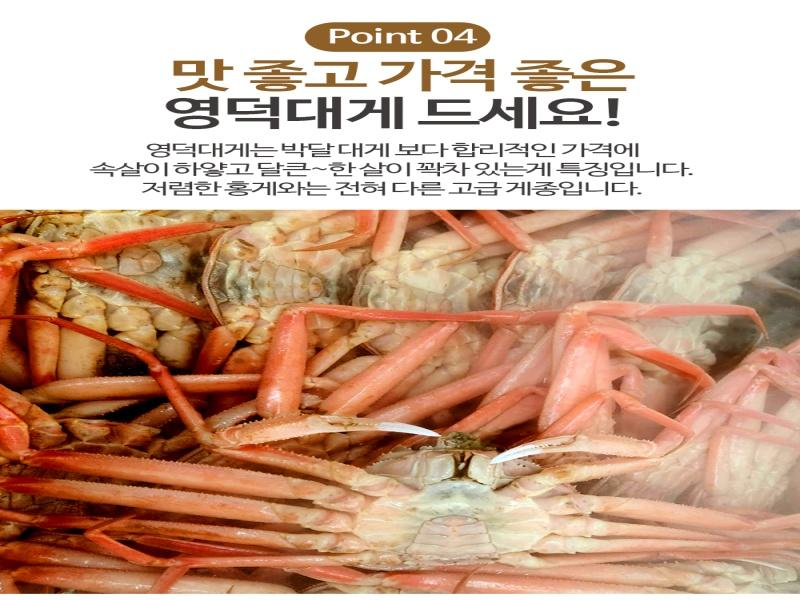 Point 04
맛 좋고 가격 좋은
영덕대게 드세요!
영덕대게는 박달 대게 보다 합리적인 가격에
속살이 하얗고 달큰~한 살이 꽉차 있는게 특징입니다.
저렴한 홍게와는 전혀 다른 고급 게종입니다.